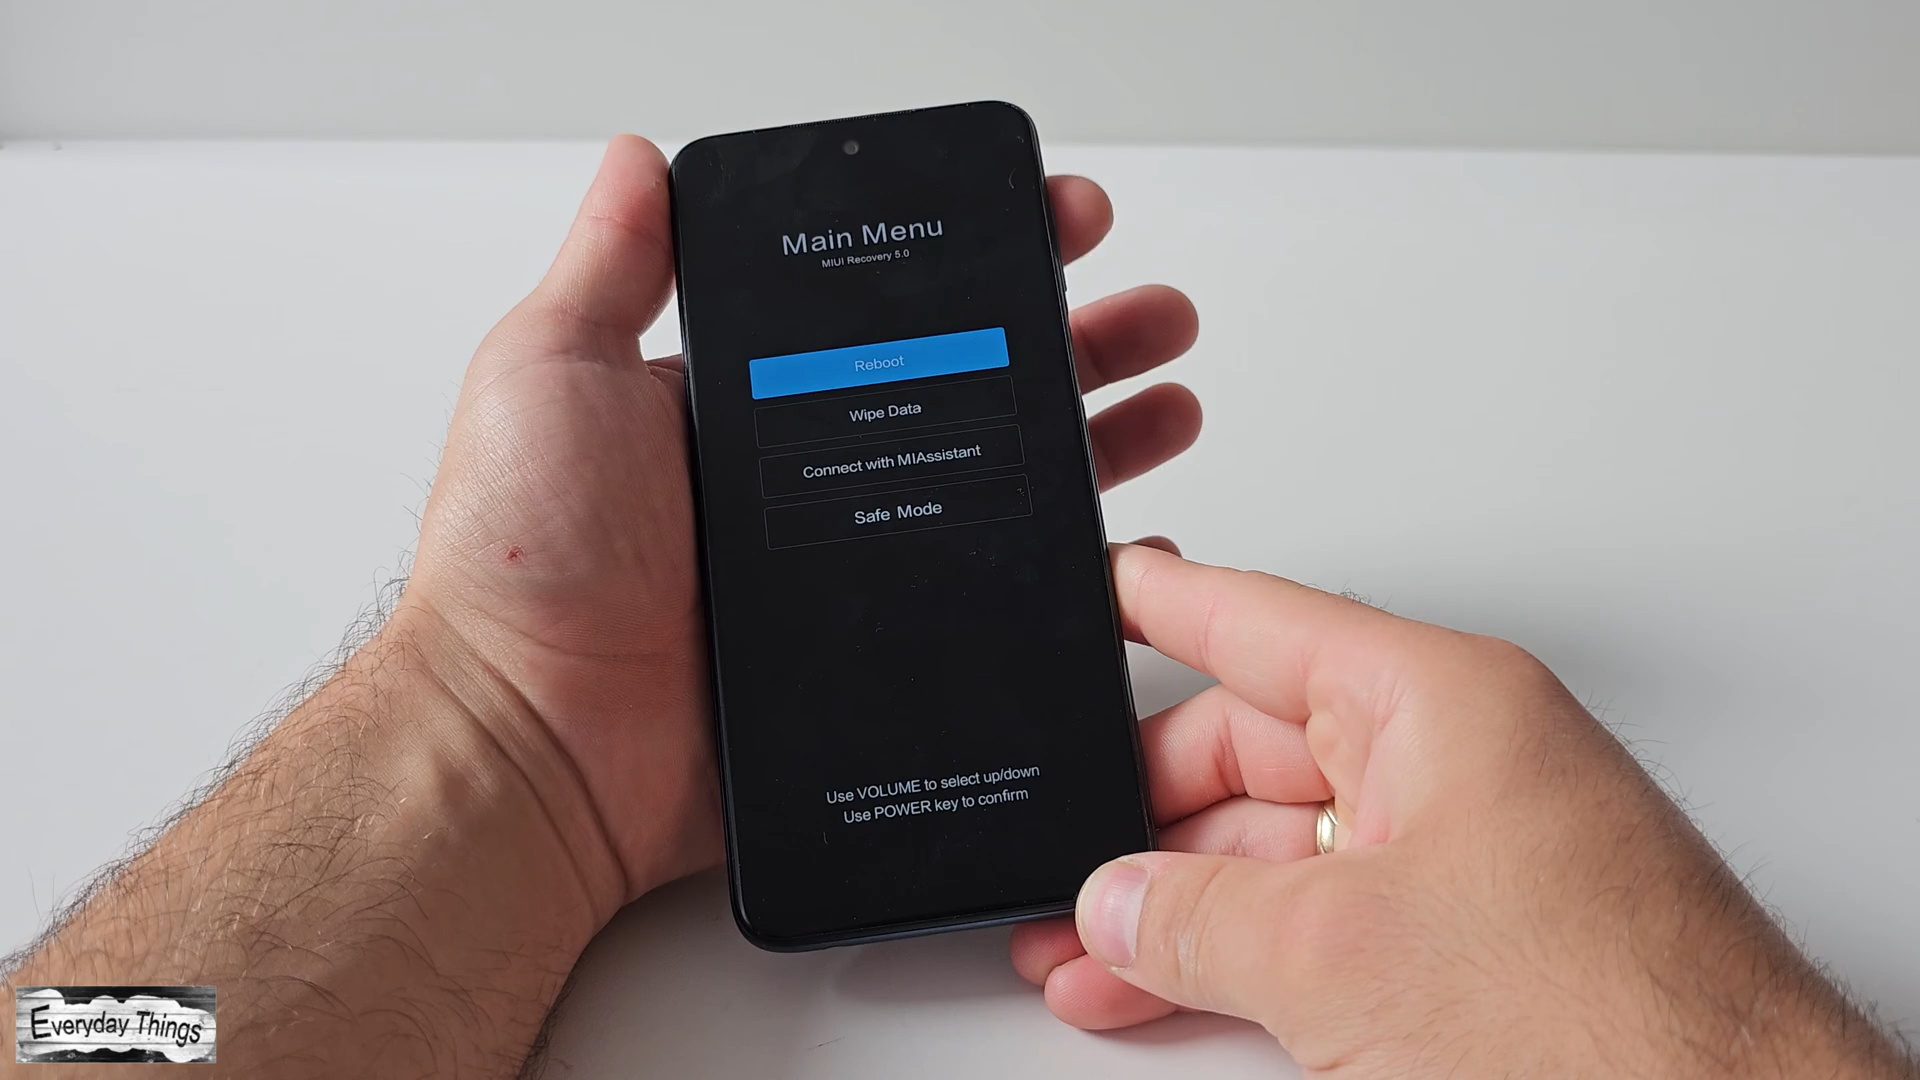 Main Menu
MIUI Recovery 5.0
Reboot
Wipe Data
Connect with MIAssistant
Safe Mode
Use VOLUME to select up/down
Use POWER key to confirm
Everyday Things